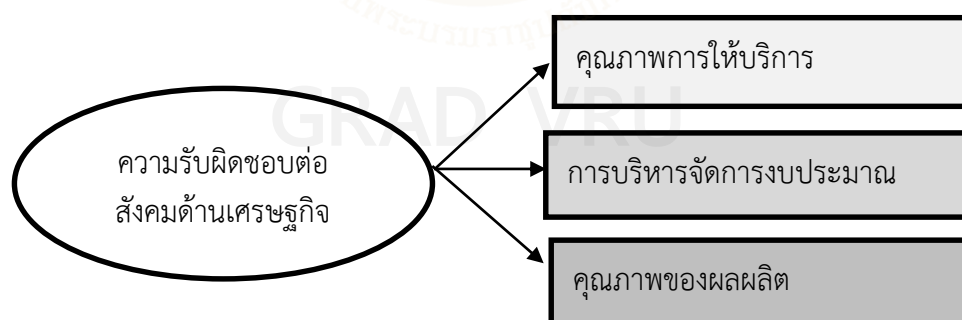 คุณภาพการให้บริการ
GRAD VRU
ความรับผิดชอบต่อ
สังคมด้านเศรษฐกิจ
การบริหารจัดการงบประมาณ
คุณภาพของผลผลิต